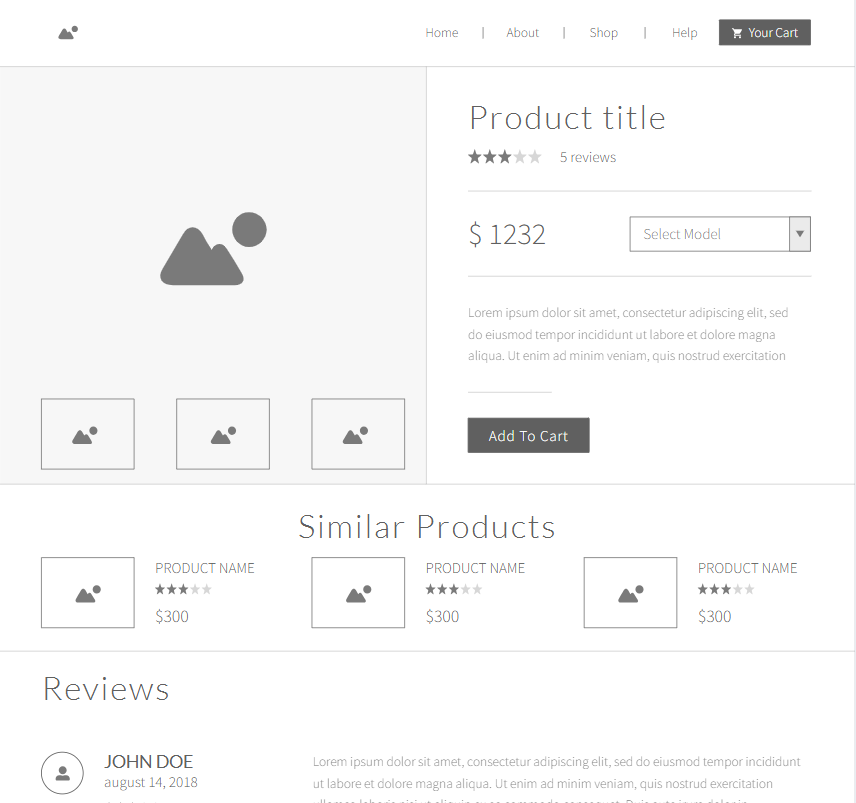 Home | About | Shop | Help Your Cart
Product title
5 reviews
$ 1232 Select Model
Lorem ipsum dolor sit amet, consectetur adipiscing elit, sed
do eiusmod tempor incididunt ut labore et dolore magna
aliqua. Ut enim ad minim veniam, quis nostrud exercitation
Add To Cart
Similar Products
PRODUCT NAME
$300
PRODUCT NAME
$300
PRODUCT NAME
$300
Reviews
JOHN DOE
august 14, 2018
Lorem ipsum dolor sit amet, consectetur adipiscing elit, sed do eiusmod tempor incididunt
ut labore et dolore magna aliqua. Ut enim ad minim veniam, quis nostrud exercitation